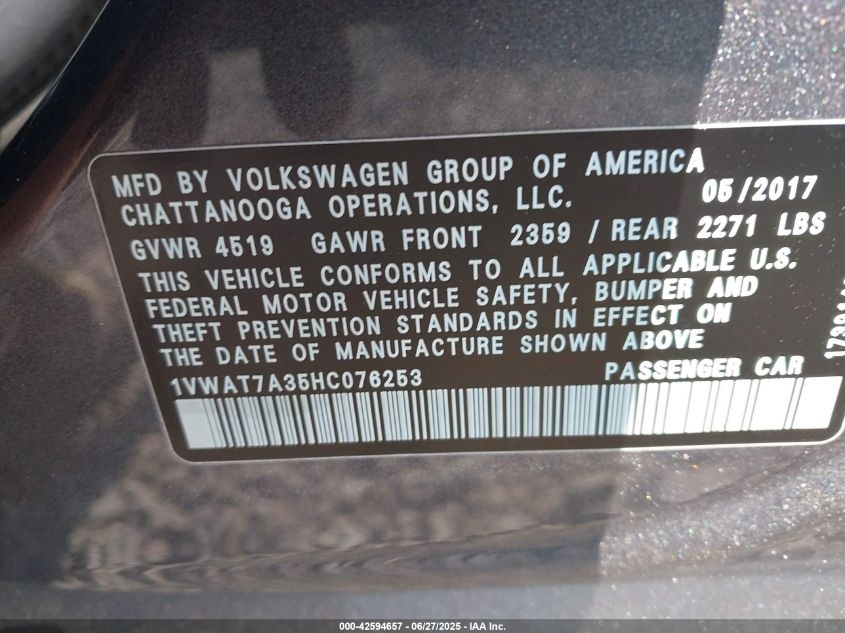 MFD BY VOLKSWAGEN GROUP OF AMERICA
CHATTANOOGA OPERATIONS, LLC. 05/2017
GVWR 4519 GAWR FRONT 2359 / REAR 2271 LBS
THIS VEHICLE CONFORMS TO ALL APPLICABLE U.S.
FEDERAL MOTOR VEHICLE SAFETY, BUMPER AND
THEFT PREVENTION STANDARDS IN EFFECT ON
THE DATE OF MANUFACTURE SHOWN ABOVE
1VWAT7A35HC076253 PASSENGER CAR
000-42594657 - 06/27/2025 - IAA Inc.